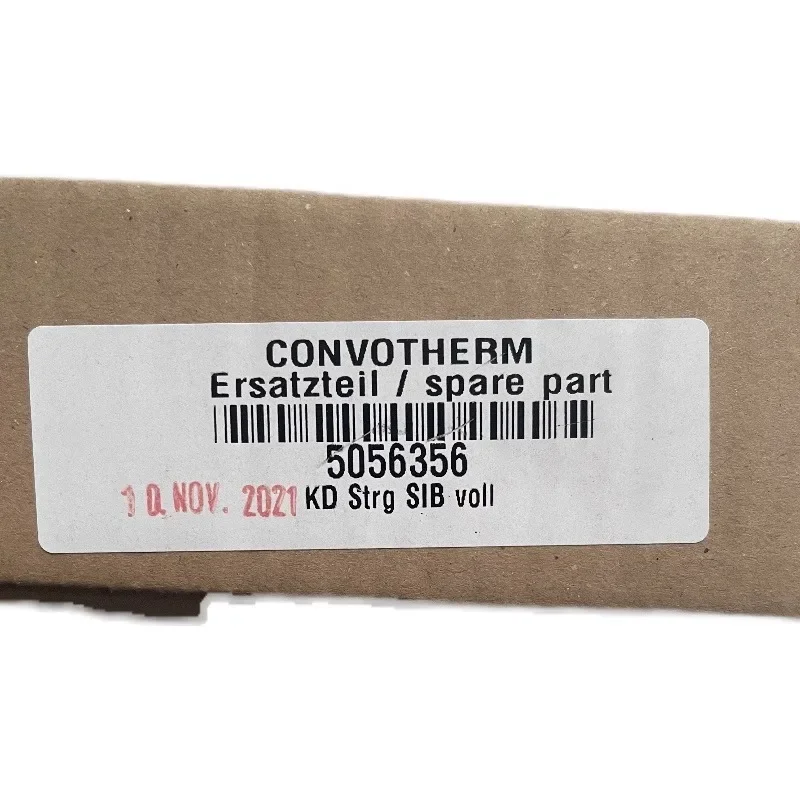 CONVOTHERM
Ersatzteil / spare part
5056356
10. NOV. 2021 KD Strg SIB voll